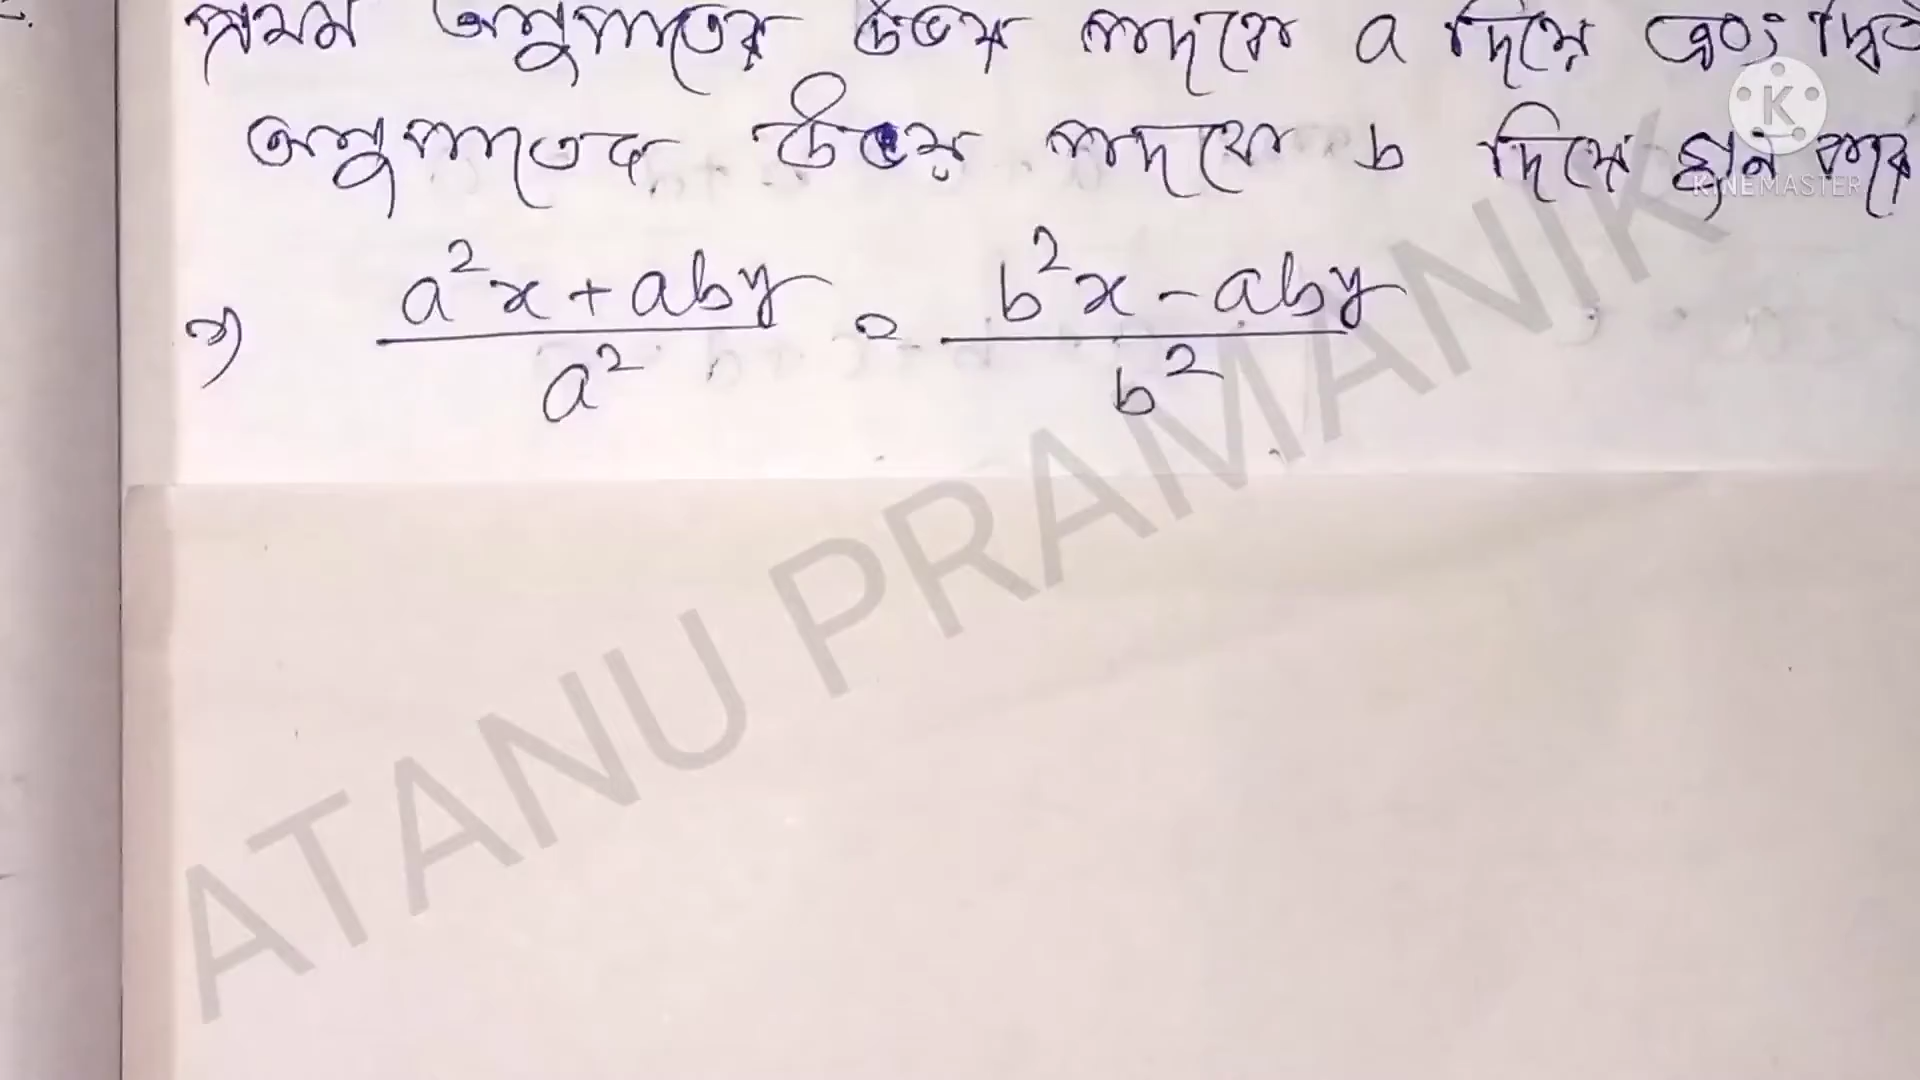 প্রথম অনুপাতের উভয় পদকে a দিয়ে এবং
অনুপাতের উভয় পদকে b দিয়ে গুন করে
K
KINEMASTER
⇒ a²x + aby / a² = b²x - aby / b²
ATANU PRAMANIK